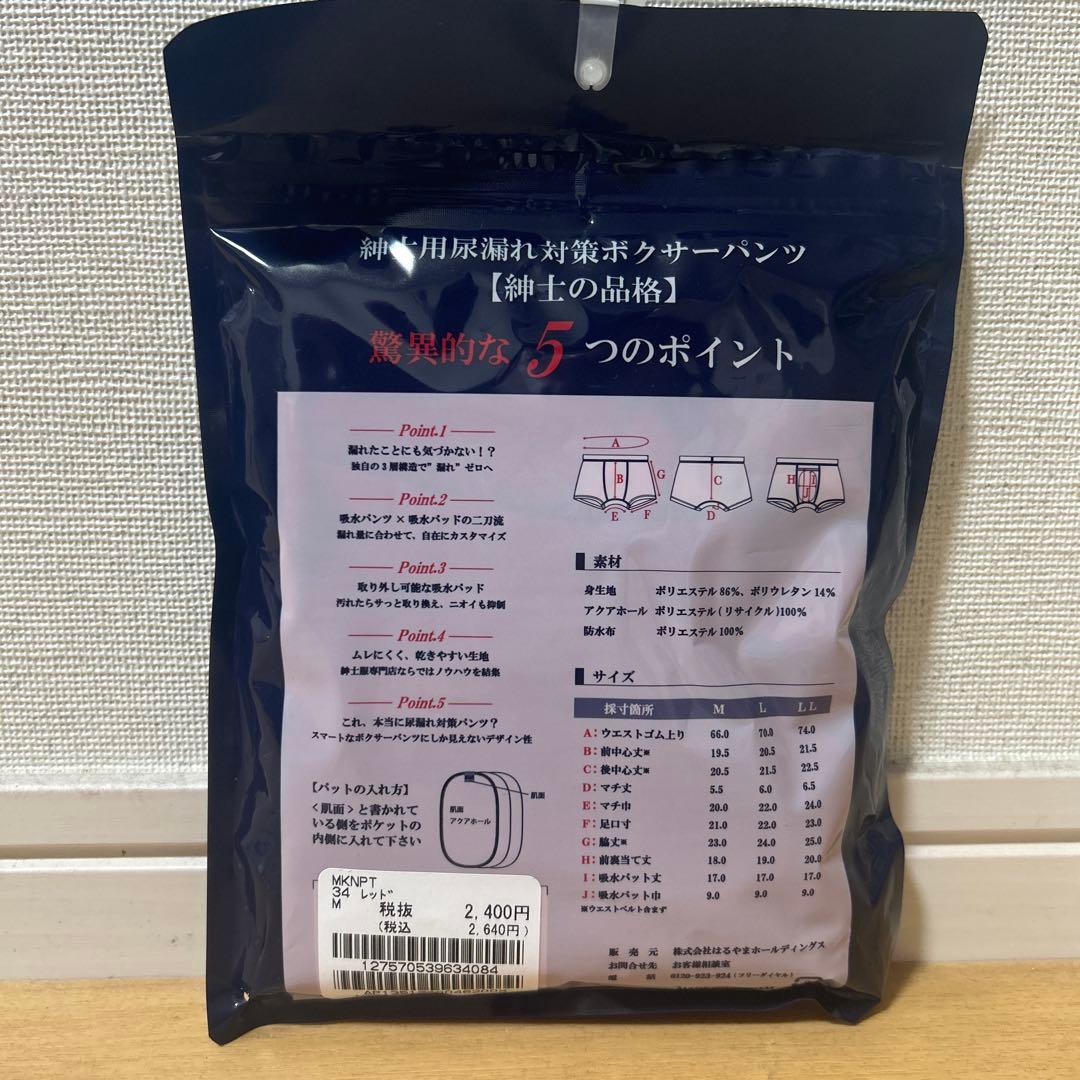 紳士用尿漏れ対策ボクサーパンツ
【紳士の品格】
驚異的な5つのポイント
Point.1
漏れたことにも気づかない！？
独自の3層構造で"漏れ"ゼロへ
Point.2
吸水パンツ×吸水パッドの二刀流
漏れ量に合わせて、自在にカスタマイズ
Point.3
取り外し可能な吸水パッド
汚れたらサっと取り換え、ニオイも抑制
Point.4
ムレにくく、乾きやすい生地
紳士服専門店ならではノウハウを結集
Point.5
これ、本当に尿漏れ対策パンツ？
スマートなボクサーパンツにしか見えないデザイン性
【パットの入れ方】
＜肌面＞と書かれて
いる側をポケットの
内側に入れて下さい
肌面
アクアホール
肌面
A
B
G
E
F
C
D
H
I
J
素材
身生地 ポリエステル86%、ポリウレタン14%
アクアホール ポリエステル(リサイクル)100%
防水布 ポリエステル100%
サイズ
採寸箇所 M L LL
A：ウエストゴム上り 66.0 70.0 74.0
B：前中心丈※ 19.5 20.5 21.5
C：後中心丈※ 20.5 21.5 22.5
D：マチ丈 5.5 6.0 6.5
E：マチ巾 20.0 22.0 24.0
F：足口寸 21.0 22.0 23.0
G：脇丈※ 23.0 24.0 25.0
H：前裏当て丈 18.0 19.0 20.0
I：吸水パット丈 17.0 17.0 17.0
J：吸水パット巾 9.0 9.0 9.0
※ウエストベルト含まず
販売元 株式会社はるやまホールディングス
お問合せ先 お客様相談室
電話 0120-923-924(フリーダイヤル)
MKNPT
34 レッド
M 税抜 2,400円
(税込 2,640円)
127570539634084